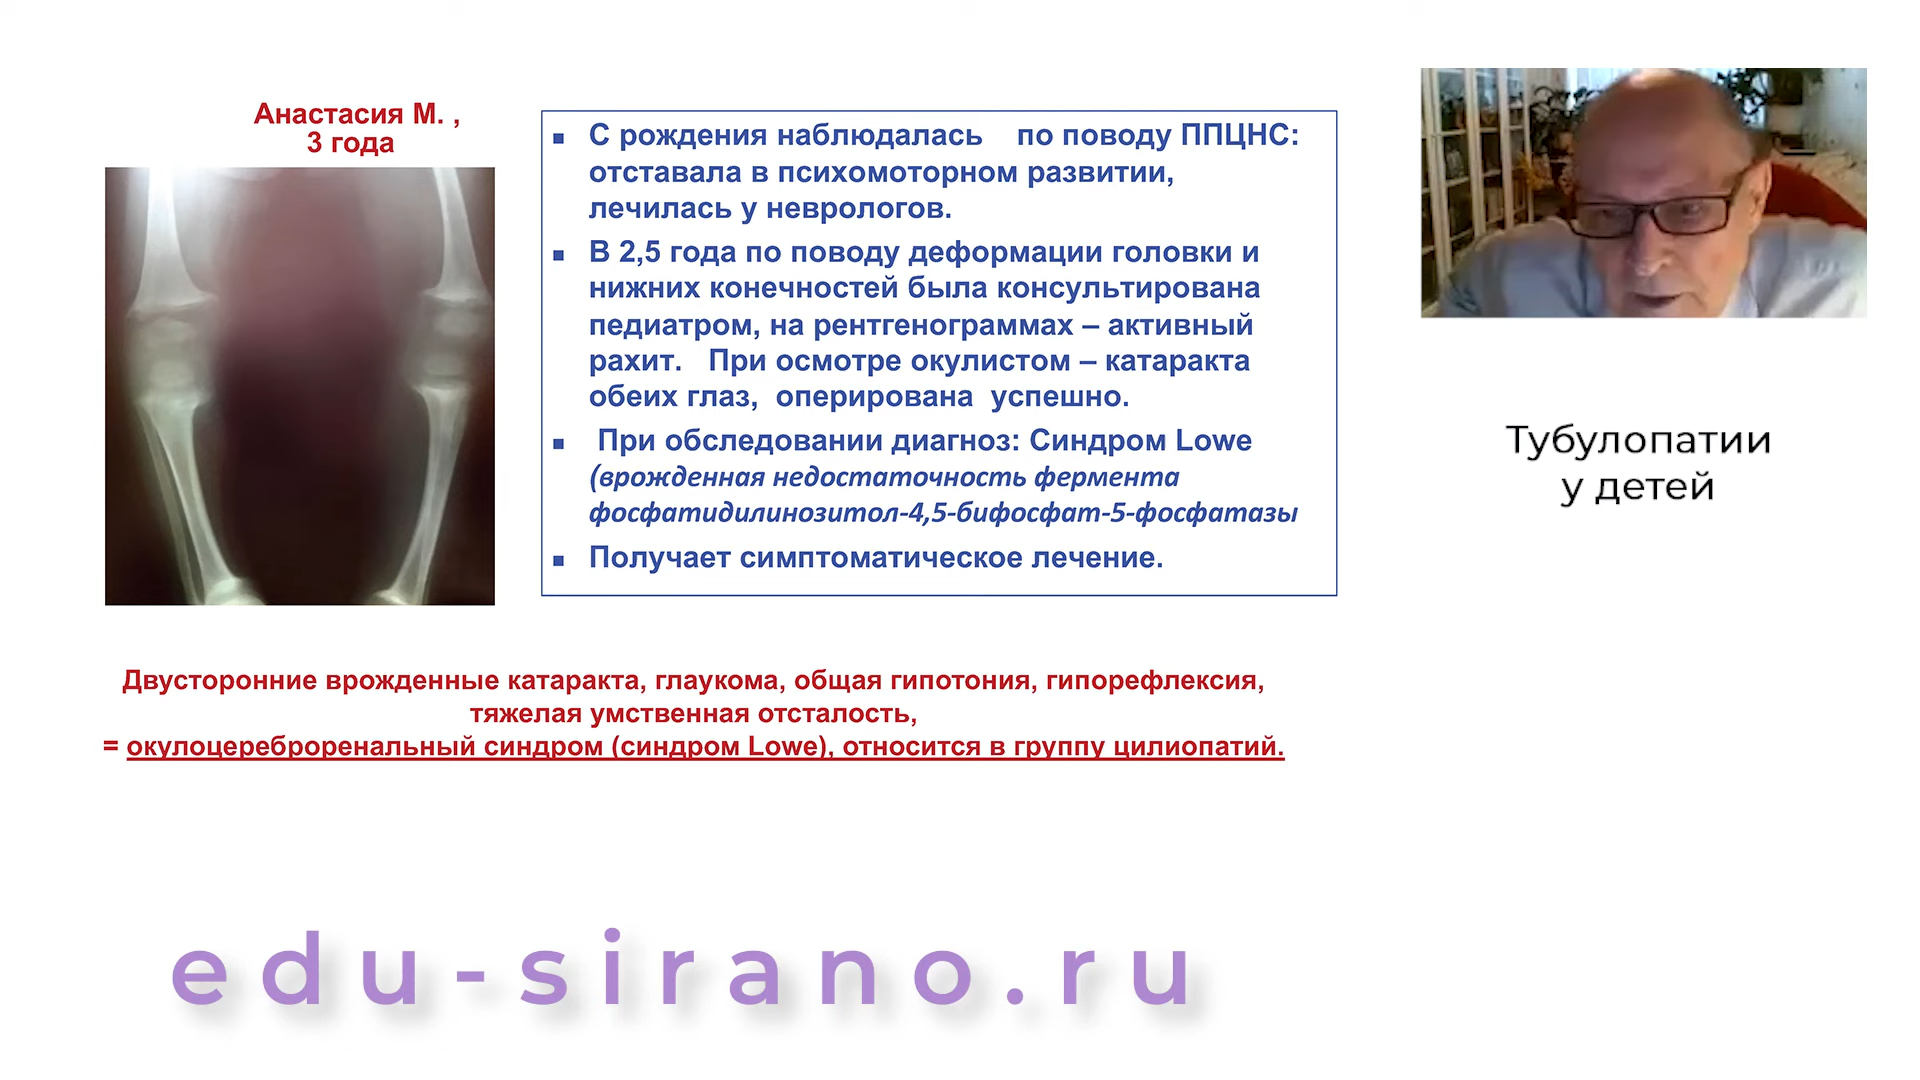 Анастасия М. ,
3 года
С рождения наблюдалась по поводу ППЦНС:
отставала в психомоторном развитии,
лечилась у неврологов.
В 2,5 года по поводу деформации головки и
нижних конечностей была консультирована
педиатром, на рентгенограммах – активный
рахит. При осмотре окулистом – катаракта
обеих глаз, оперирована успешно.
При обследовании диагноз: Синдром Lowe
(врожденная недостаточность фермента
фосфатидилинозитол-4,5-бифосфат-5-фосфатазы
Получает симптоматическое лечение.
Тубулопатии
у детей
Двусторонние врожденные катаракта, глаукома, общая гипотония, гипорефлексия,
тяжелая умственная отсталость,
= окулоцереброренальный синдром (синдром Lowe), относится в группу цилиопатий.
edu-sirano.ru